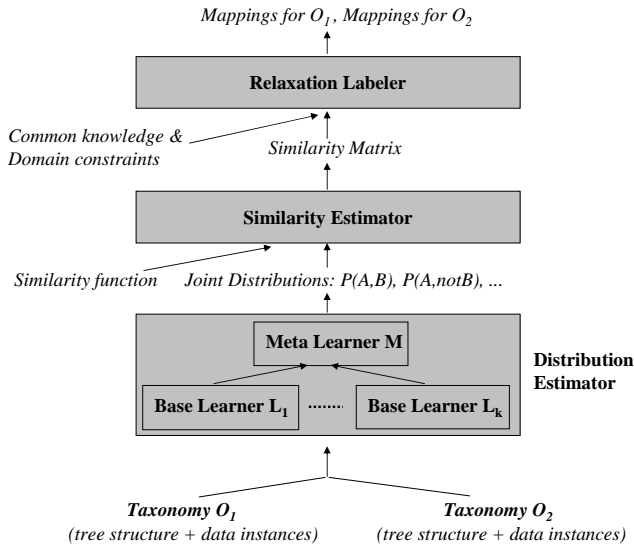 Mappings for O1 , Mappings for O2
Relaxation Labeler
Common knowledge &
Domain constraints
Similarity Matrix
Similarity Estimator
Similarity function
Joint Distributions: P(A,B), P(A,notB), ...
Meta Learner M
Distribution
Estimator
Base Learner L1
Base Learner Lk
Taxonomy O1
(tree structure + data instances)
Taxonomy O2
(tree structure + data instances)